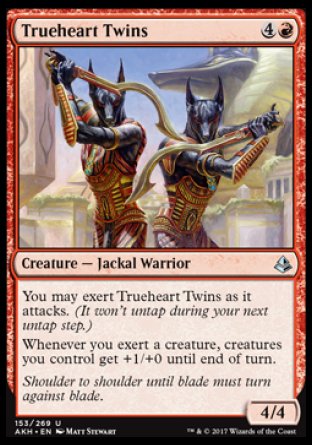 Trueheart Twins 4
Creature — Jackal Warrior
You may exert Trueheart Twins as it
attacks. (It won't untap during your next
untap step.)
Whenever you exert a creature, creatures
you control get +1/+0 until end of turn.
Shoulder to shoulder until blade must turn
against blade.
4/4
153/269 U
AKH • EN Matt Stewart ™ & © 2017 Wizards of the Coast